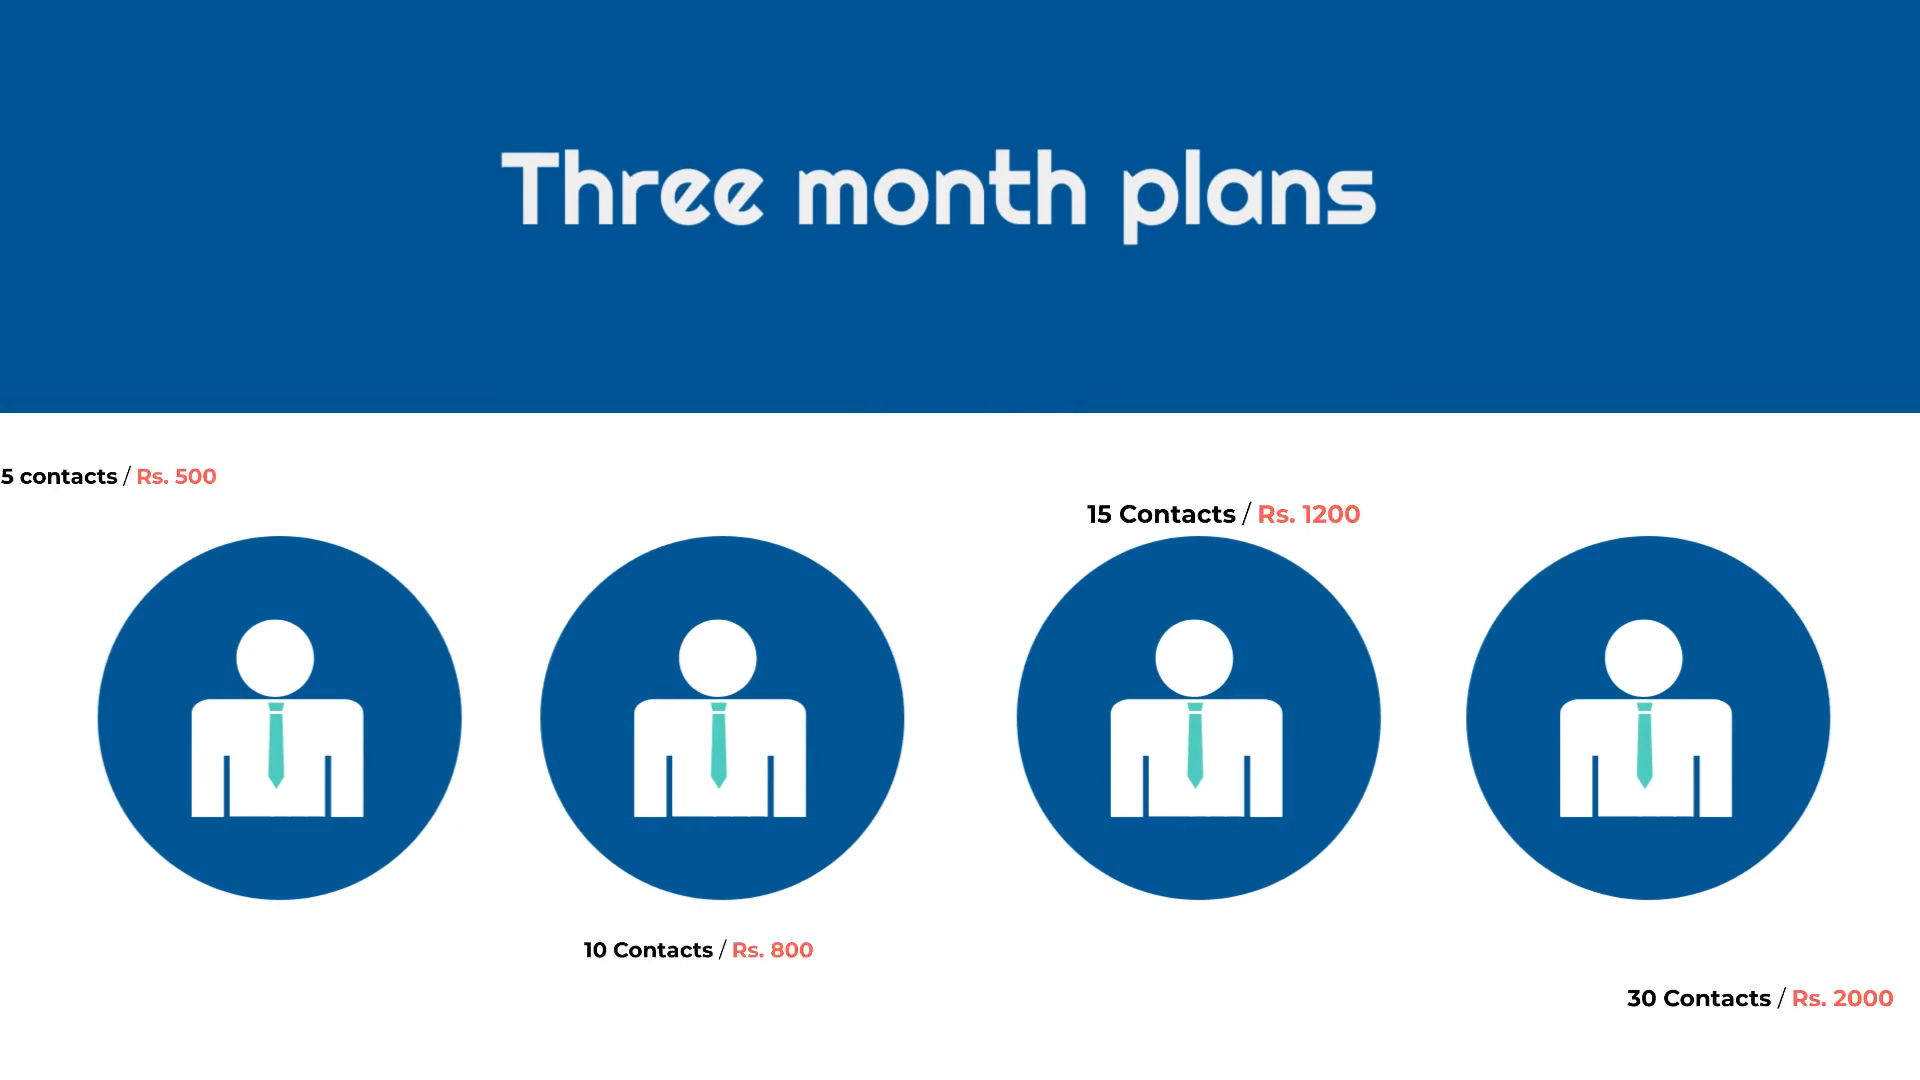 Three month plans
5 contacts / Rs. 500
15 Contacts / Rs. 1200
10 Contacts / Rs. 800
30 Contacts / Rs. 2000